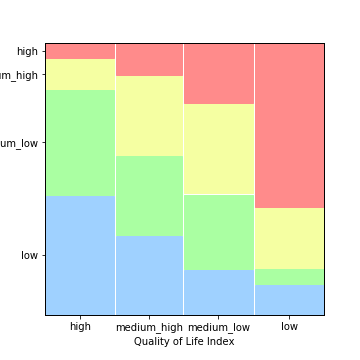 high
um_high
um_low
low
high medium_high medium_low low
Quality of Life Index